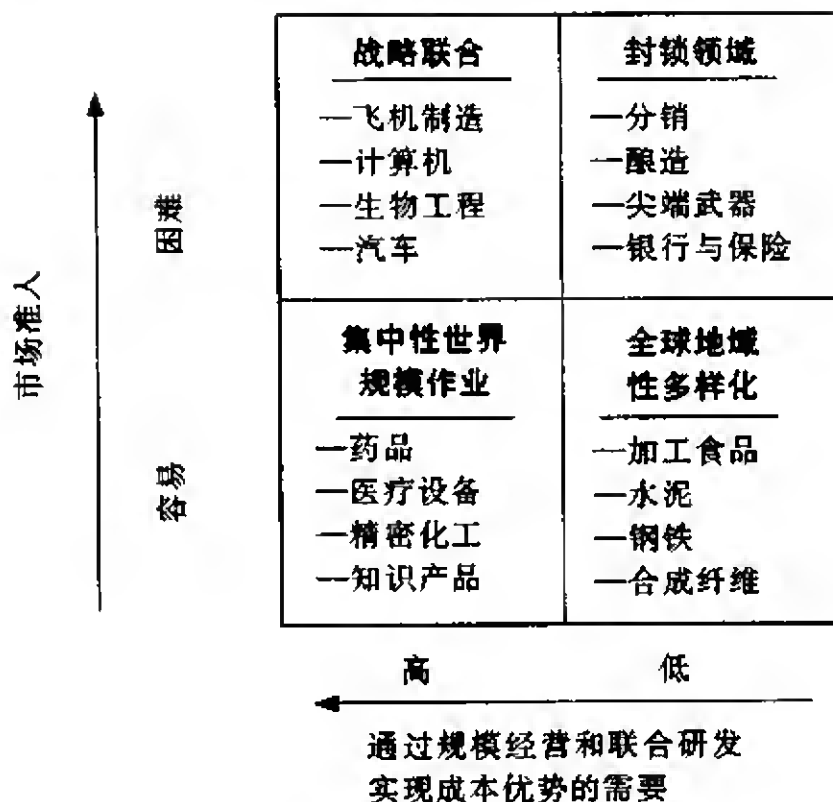 战略联合
—飞机制造
—计算机
—生物工程
—汽车
封锁领域
—分销
—酿造
—尖端武器
—银行与保险
集中性世界
规模作业
—药品
—医疗设备
—精密化工
—知识产品
全球地域
性多样化
—加工食品
—水泥
—钢铁
—合成纤维
市场准人
困难
容易
高 低
通过规模经营和联合研发
实现成本优势的需要